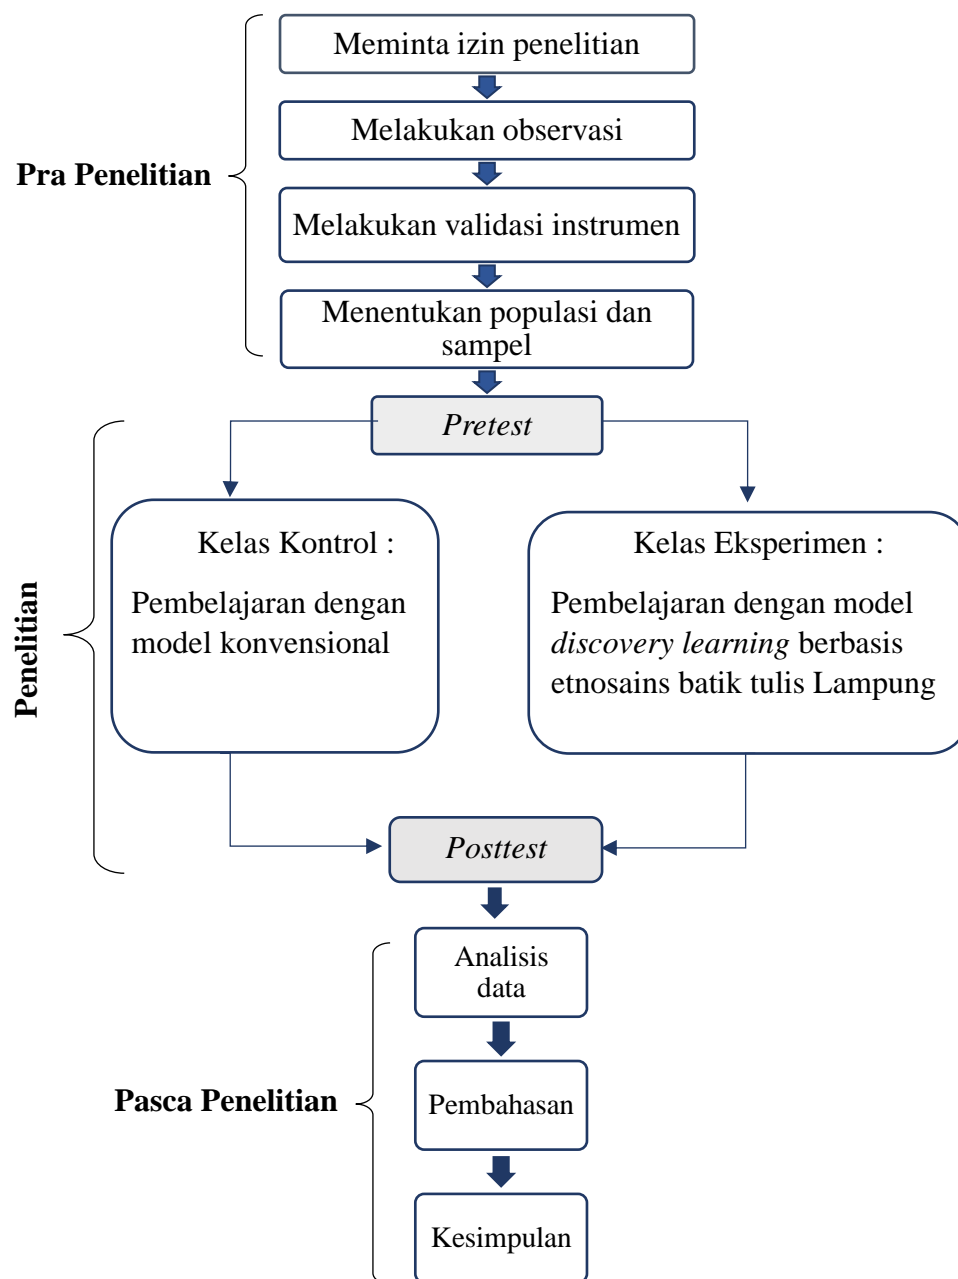 Meminta izin penelitian
Melakukan observasi
Pra Penelitian
Melakukan validasi instrumen
Menentukan populasi dan
sampel
Pretest
Penelitian
Kelas Kontrol :
Pembelajaran dengan
model konvensional
Kelas Eksperimen :
Pembelajaran dengan model
discovery learning berbasis
etnosains batik tulis Lampung
Posttest
Analisis
data
Pasca Penelitian
Pembahasan
Kesimpulan